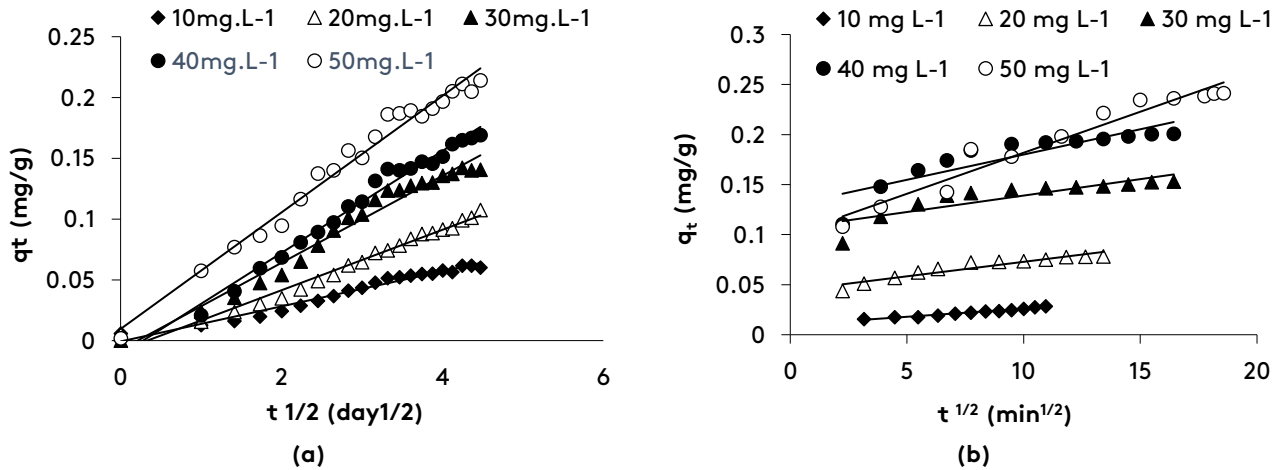 (a)
10mg.L-1 20mg.L-1 30mg.L-1
40mg.L-1 50mg.L-1
0.25
0.2
0.15
0.1
0.05
0
qt (mg/g)
0 2 4 6
t 1/2 (day1/2)
(a)
(b)
10 mg L-1 20 mg L-1 30 mg L-1
40 mg L-1 50 mg L-1
0.3
0.25
0.2
0.15
0.1
0.05
0
qt (mg/g)
0 5 10 15 20
t 1/2 (min1/2)
(b)